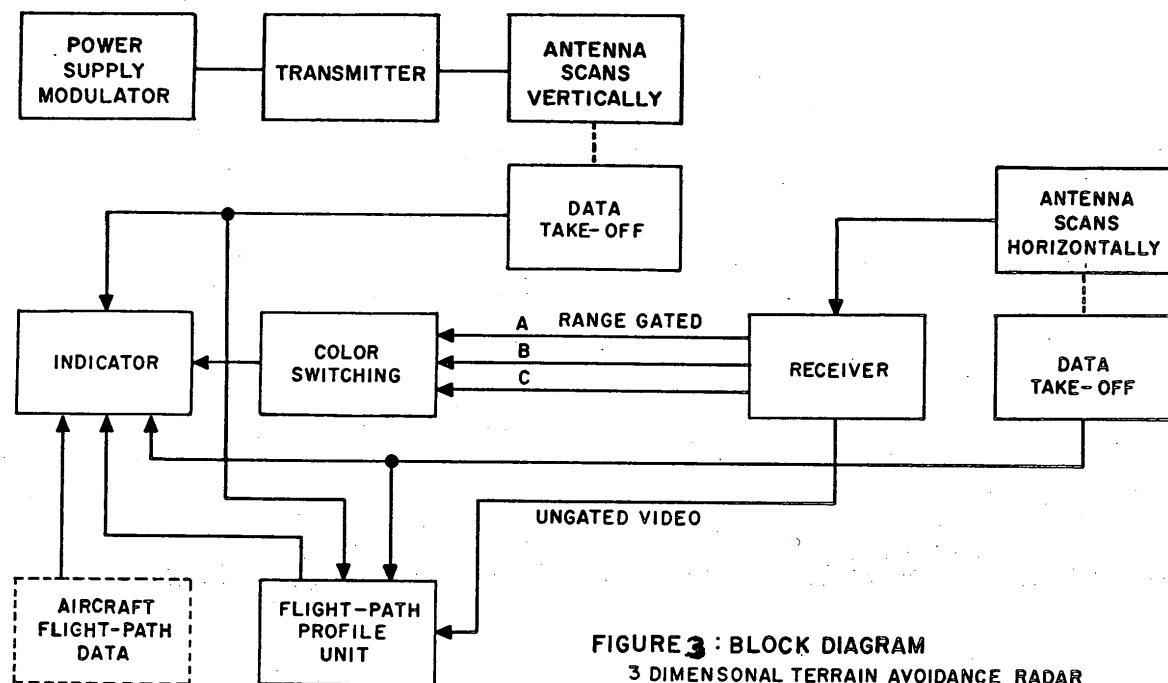 POWER
SUPPLY
MODULATOR
TRANSMITTER
ANTENNA
SCANS
VERTICALLY
DATA
TAKE-OFF
ANTENNA
SCANS
HORIZONTALLY
INDICATOR
COLOR
SWITCHING
A RANGE GATED
B
C
RECEIVER
DATA
TAKE-OFF
UNGATED VIDEO
AIRCRAFT
FLIGHT-PATH
DATA
FLIGHT-PATH
PROFILE
UNIT
FIGURE 3 : BLOCK DIAGRAM
3 DIMENSONAL TERRAIN AVOIDANCE RADAR